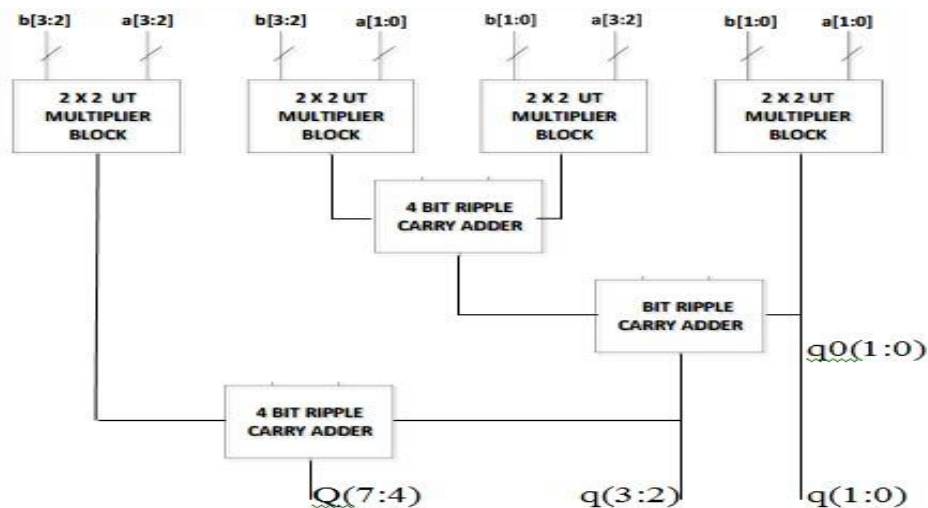 b[3:2] a[3:2] b[3:2] a[1:0] b[1:0] a[3:2] b[1:0] a[1:0]
2 X 2 UT
MULTIPLIER
BLOCK
2 X 2 UT
MULTIPLIER
BLOCK
2 X 2 UT
MULTIPLIER
BLOCK
2 X 2 UT
MULTIPLIER
BLOCK
4 BIT RIPPLE
CARRY ADDER
BIT RIPPLE
CARRY ADDER
q0(1:0)
4 BIT RIPPLE
CARRY ADDER
Q(7:4) q(3:2) q(1:0)